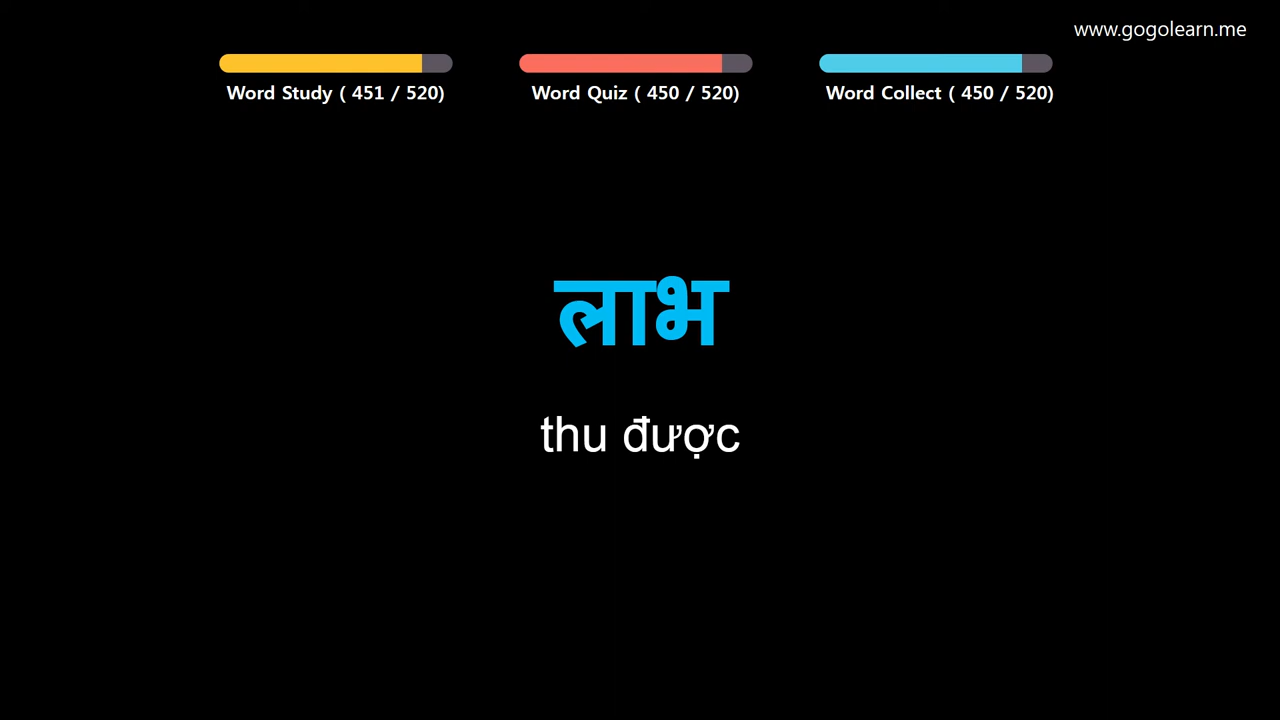 www.gogolearn.me
Word Study ( 451 / 520)
Word Quiz ( 450 / 520)
Word Collect ( 450 / 520)
लाभ
thu được